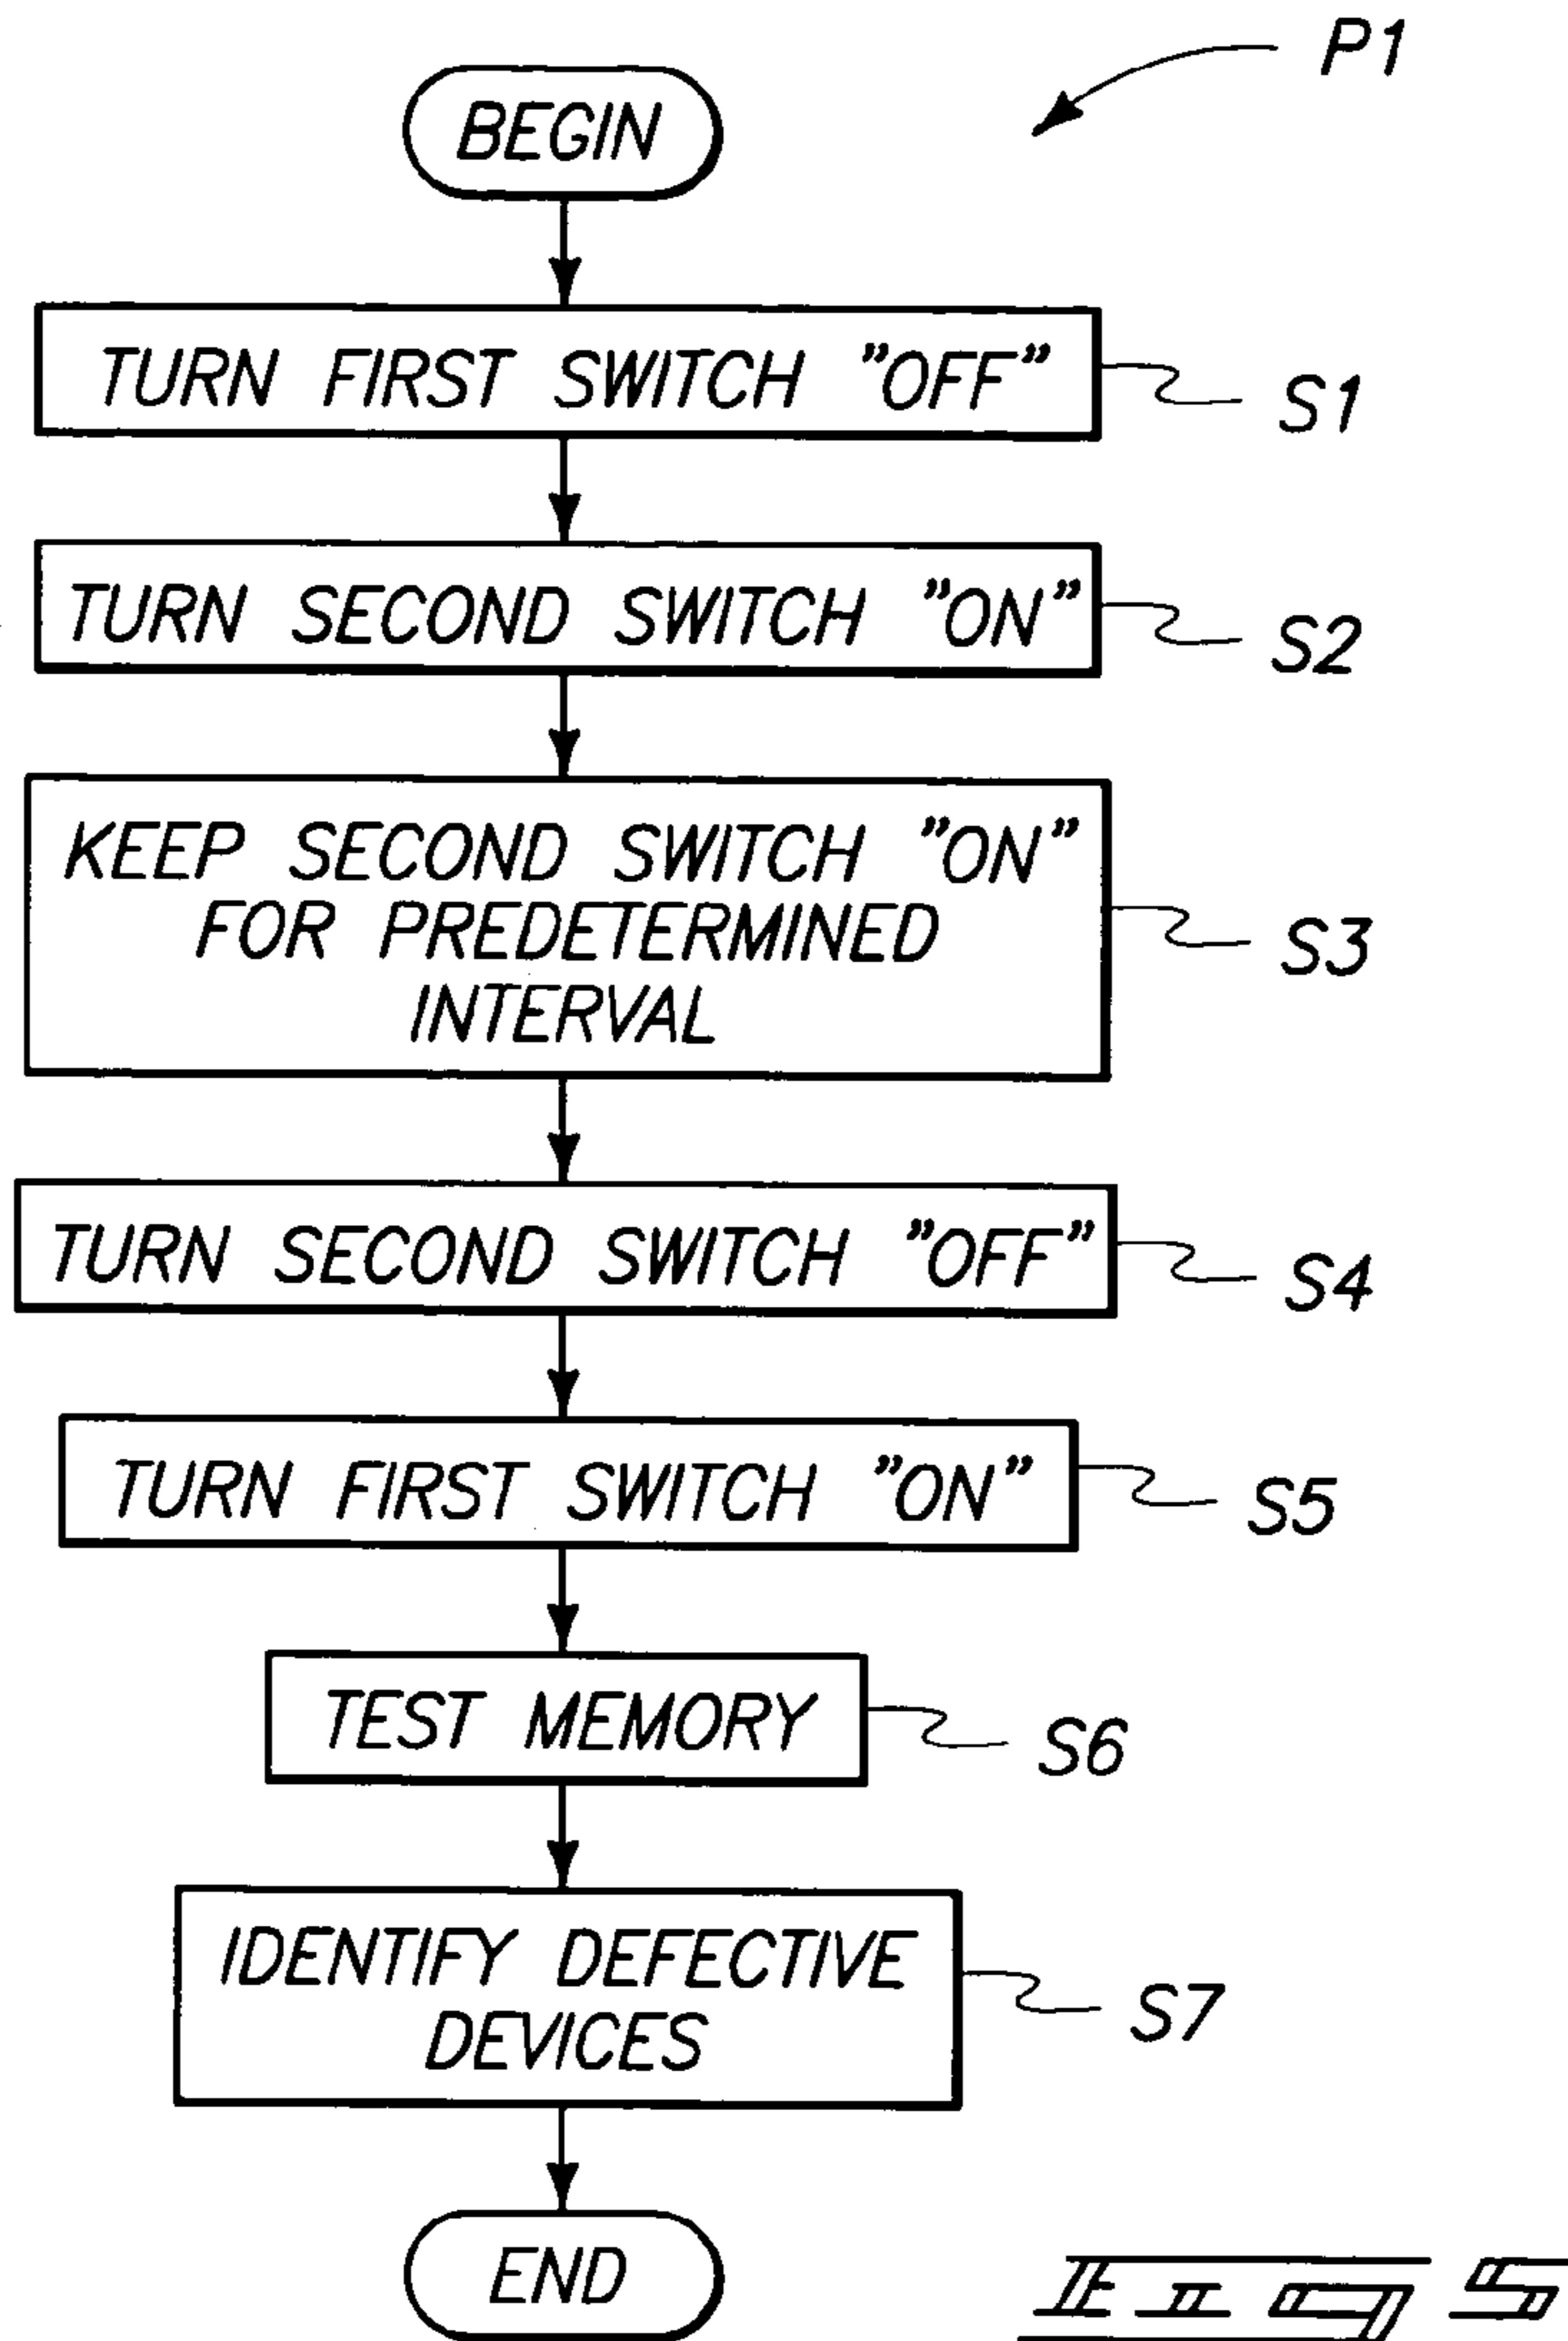 P1
BEGIN
TURN FIRST SWITCH "OFF"
S1
TURN SECOND SWITCH "ON"
S2
KEEP SECOND SWITCH "ON"
FOR PREDETERMINED
INTERVAL
S3
TURN SECOND SWITCH "OFF"
S4
TURN FIRST SWITCH "ON"
S5
TEST MEMORY
S6
IDENTIFY DEFECTIVE
DEVICES
S7
END
Fig 5